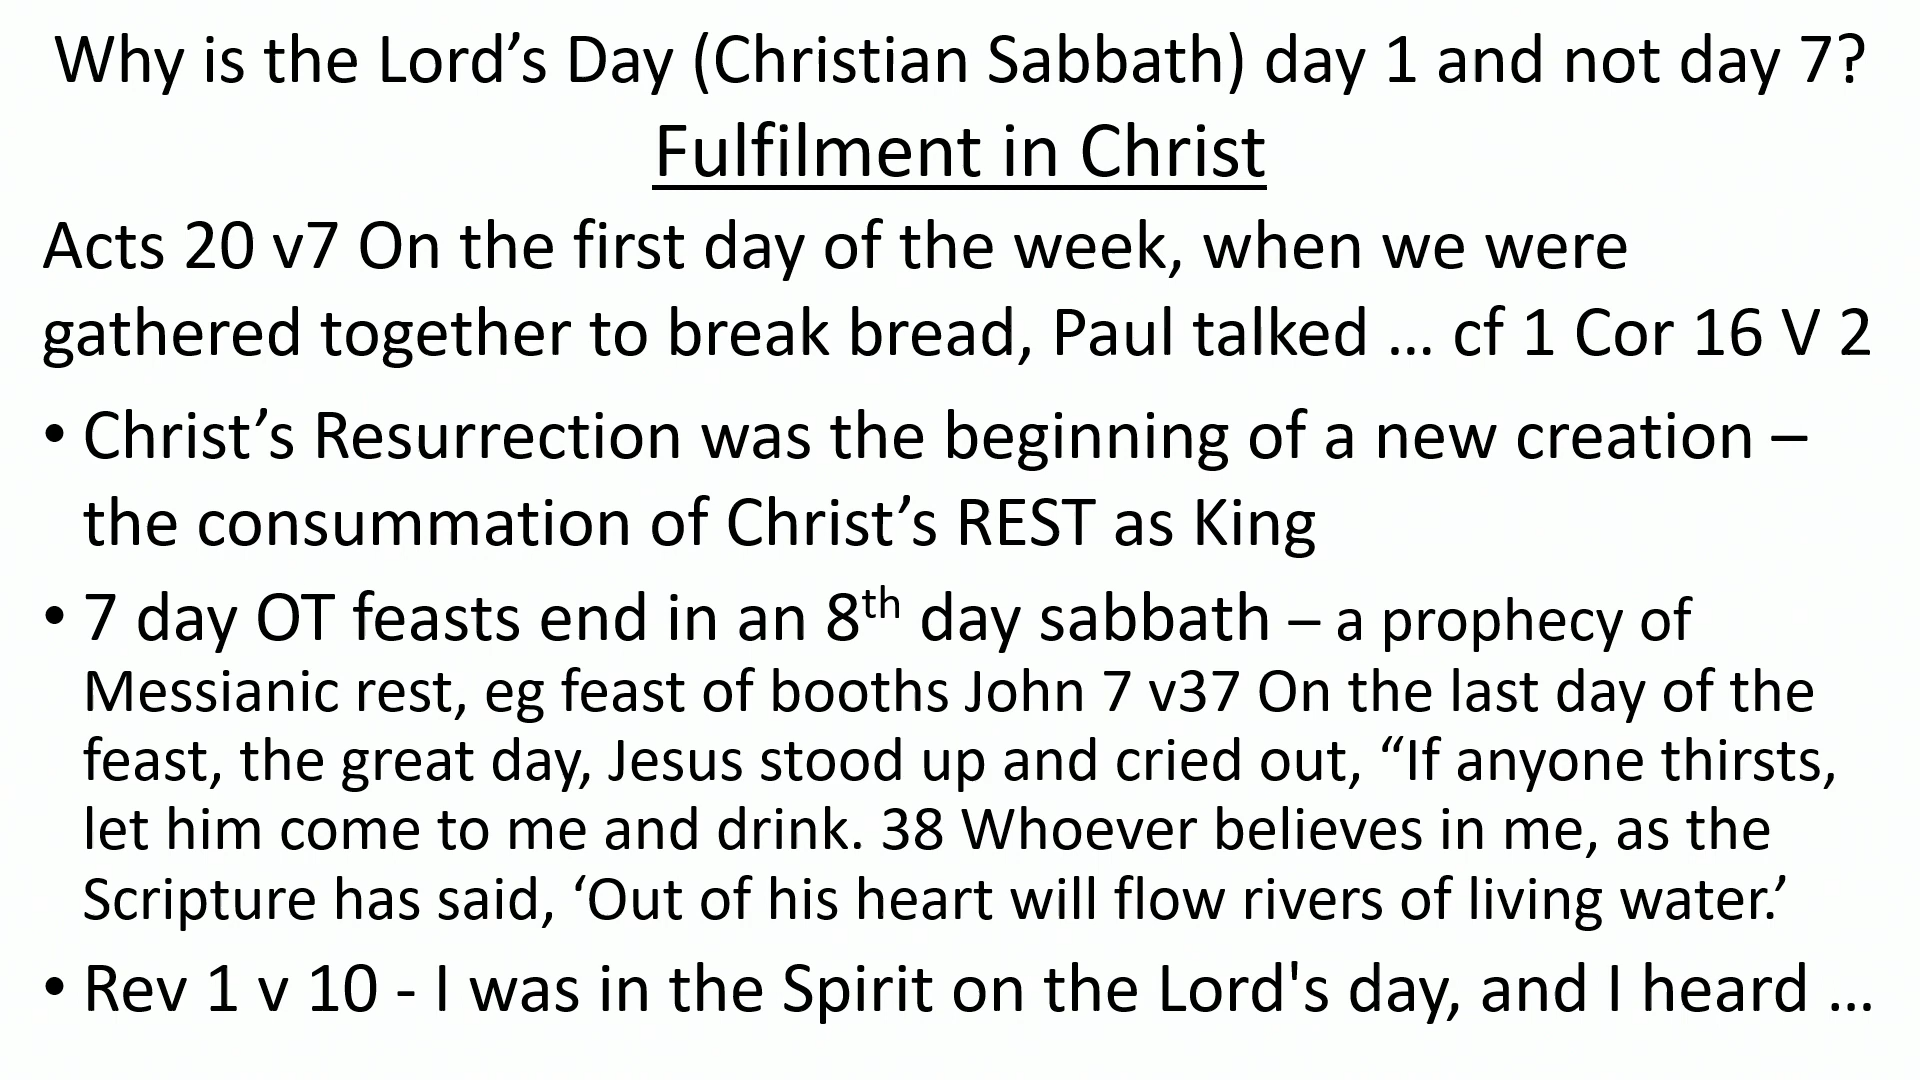 Why is the Lord’s Day (Christian Sabbath) day 1 and not day 7?
Fulfilment in Christ
Acts 20 v7 On the first day of the week, when we were
gathered together to break bread, Paul talked … cf 1 Cor 16 V 2
• Christ’s Resurrection was the beginning of a new creation –
the consummation of Christ’s REST as King
• 7 day OT feasts end in an 8th day sabbath – a prophecy of
Messianic rest, eg feast of booths John 7 v37 On the last day of the
feast, the great day, Jesus stood up and cried out, “If anyone thirsts,
let him come to me and drink. 38 Whoever believes in me, as the
Scripture has said, ‘Out of his heart will flow rivers of living water.’
• Rev 1 v 10 - I was in the Spirit on the Lord's day, and I heard …